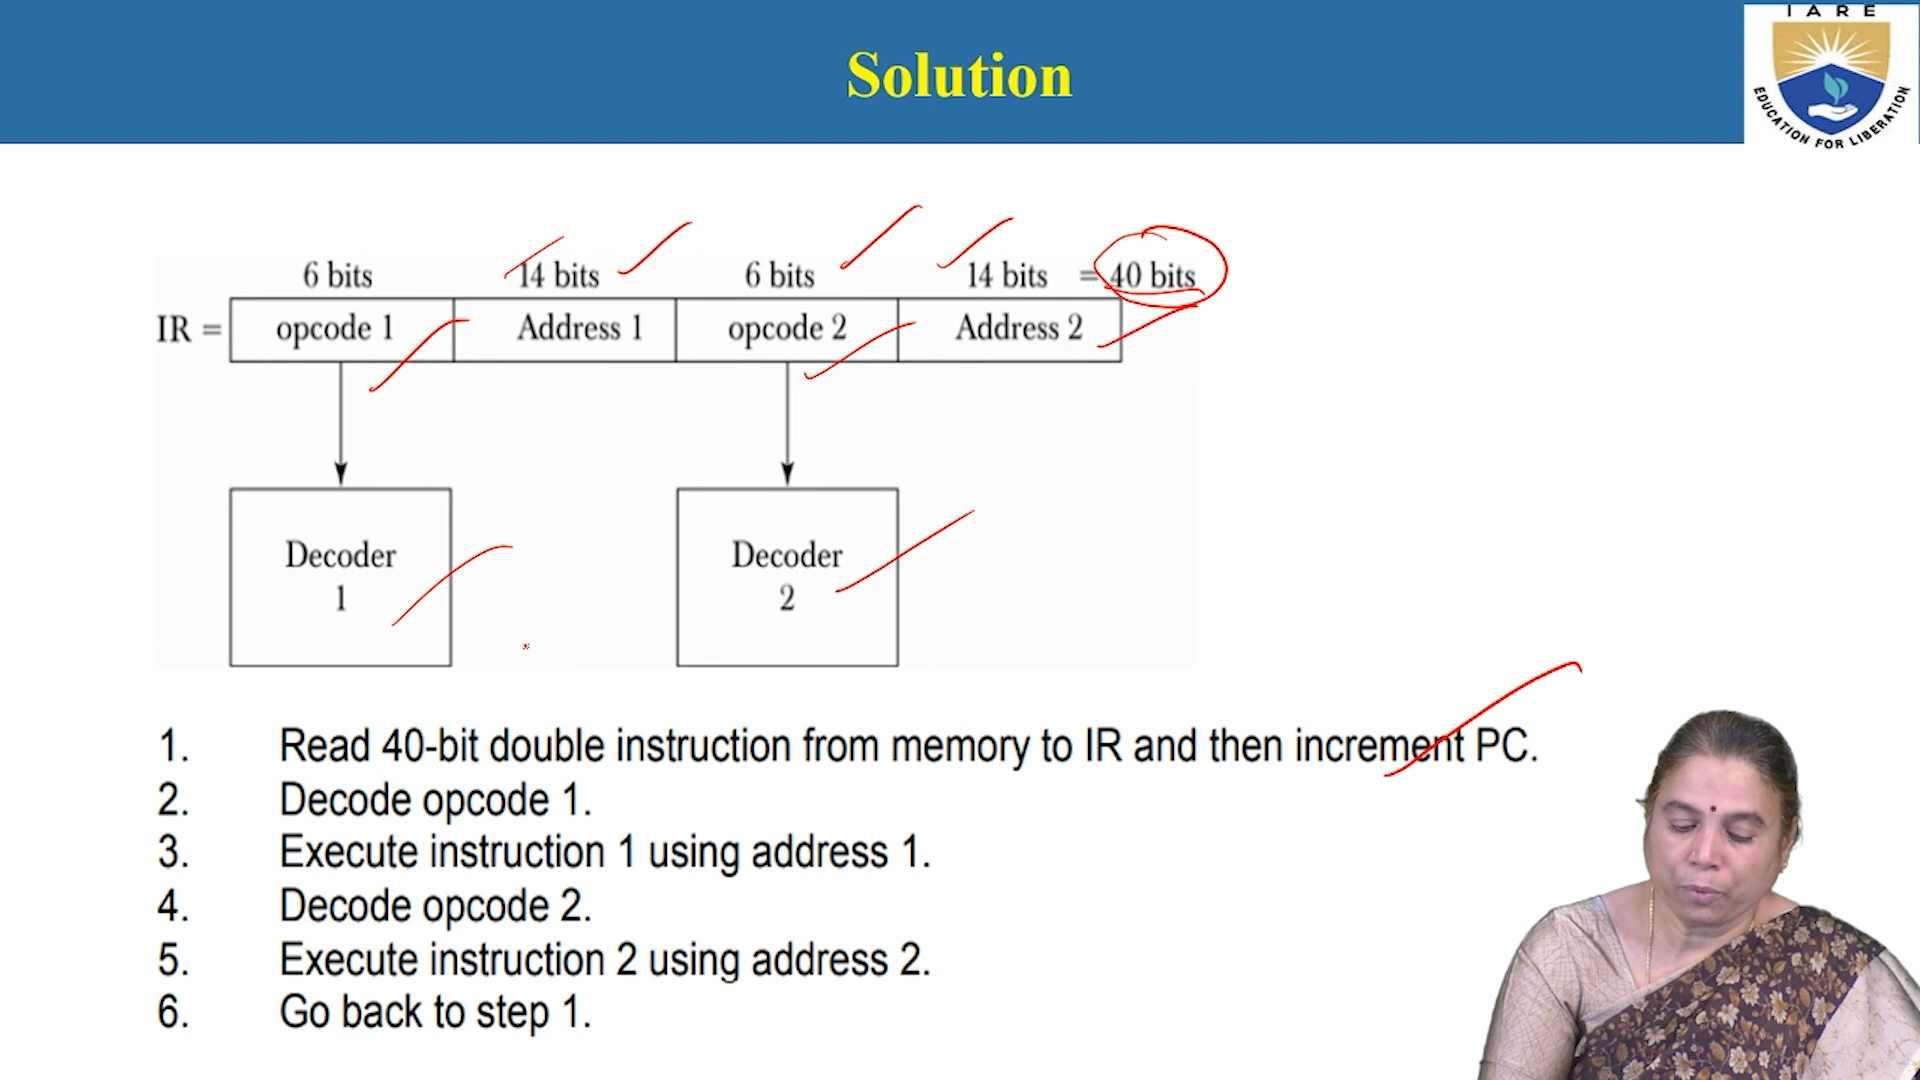 IARE
EDUCATION FOR LIBERATION
Solution
6 bits 14 bits 6 bits 14 bits = 40 bits
IR = opcode 1 Address 1 opcode 2 Address 2
Decoder 1
Decoder 2
1. Read 40-bit double instruction from memory to IR and then increment PC.
2. Decode opcode 1.
3. Execute instruction 1 using address 1.
4. Decode opcode 2.
5. Execute instruction 2 using address 2.
6. Go back to step 1.